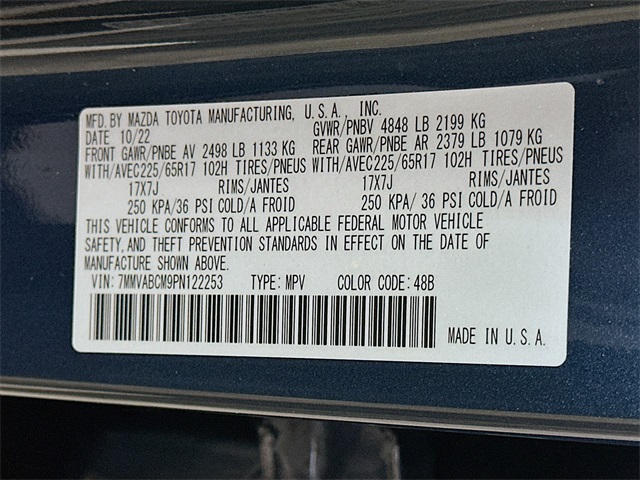 MFD. BY MAZDA TOYOTA MANUFACTURING, U.S.A., INC.
DATE 10/22 GVWR/PNBV 4848 LB 2199 KG
FRONT GAWR/PNBE AV 2498 LB 1133 KG REAR GAWR/PNBE AR 2379 LB 1079 KG
WITH/AVEC225/65R17 102H TIRES/PNEUS WITH/AVEC225/65R17 102H TIRES/PNEUS
17X7J RIMS/JANTES 17X7J RIMS/JANTES
250 KPA/36 PSI COLD/A FROID 250 KPA/ 36 PSI COLD/A FROID
THIS VEHICLE CONFORMS TO ALL APPLICABLE FEDERAL MOTOR VEHICLE
SAFETY, AND THEFT PREVENTION STANDARDS IN EFFECT ON THE DATE OF
MANUFACTURE SHOWN ABOVE.
VIN: 7MMVABCM9PN122253 TYPE: MPV COLOR CODE: 48B
MADE IN U.S.A.